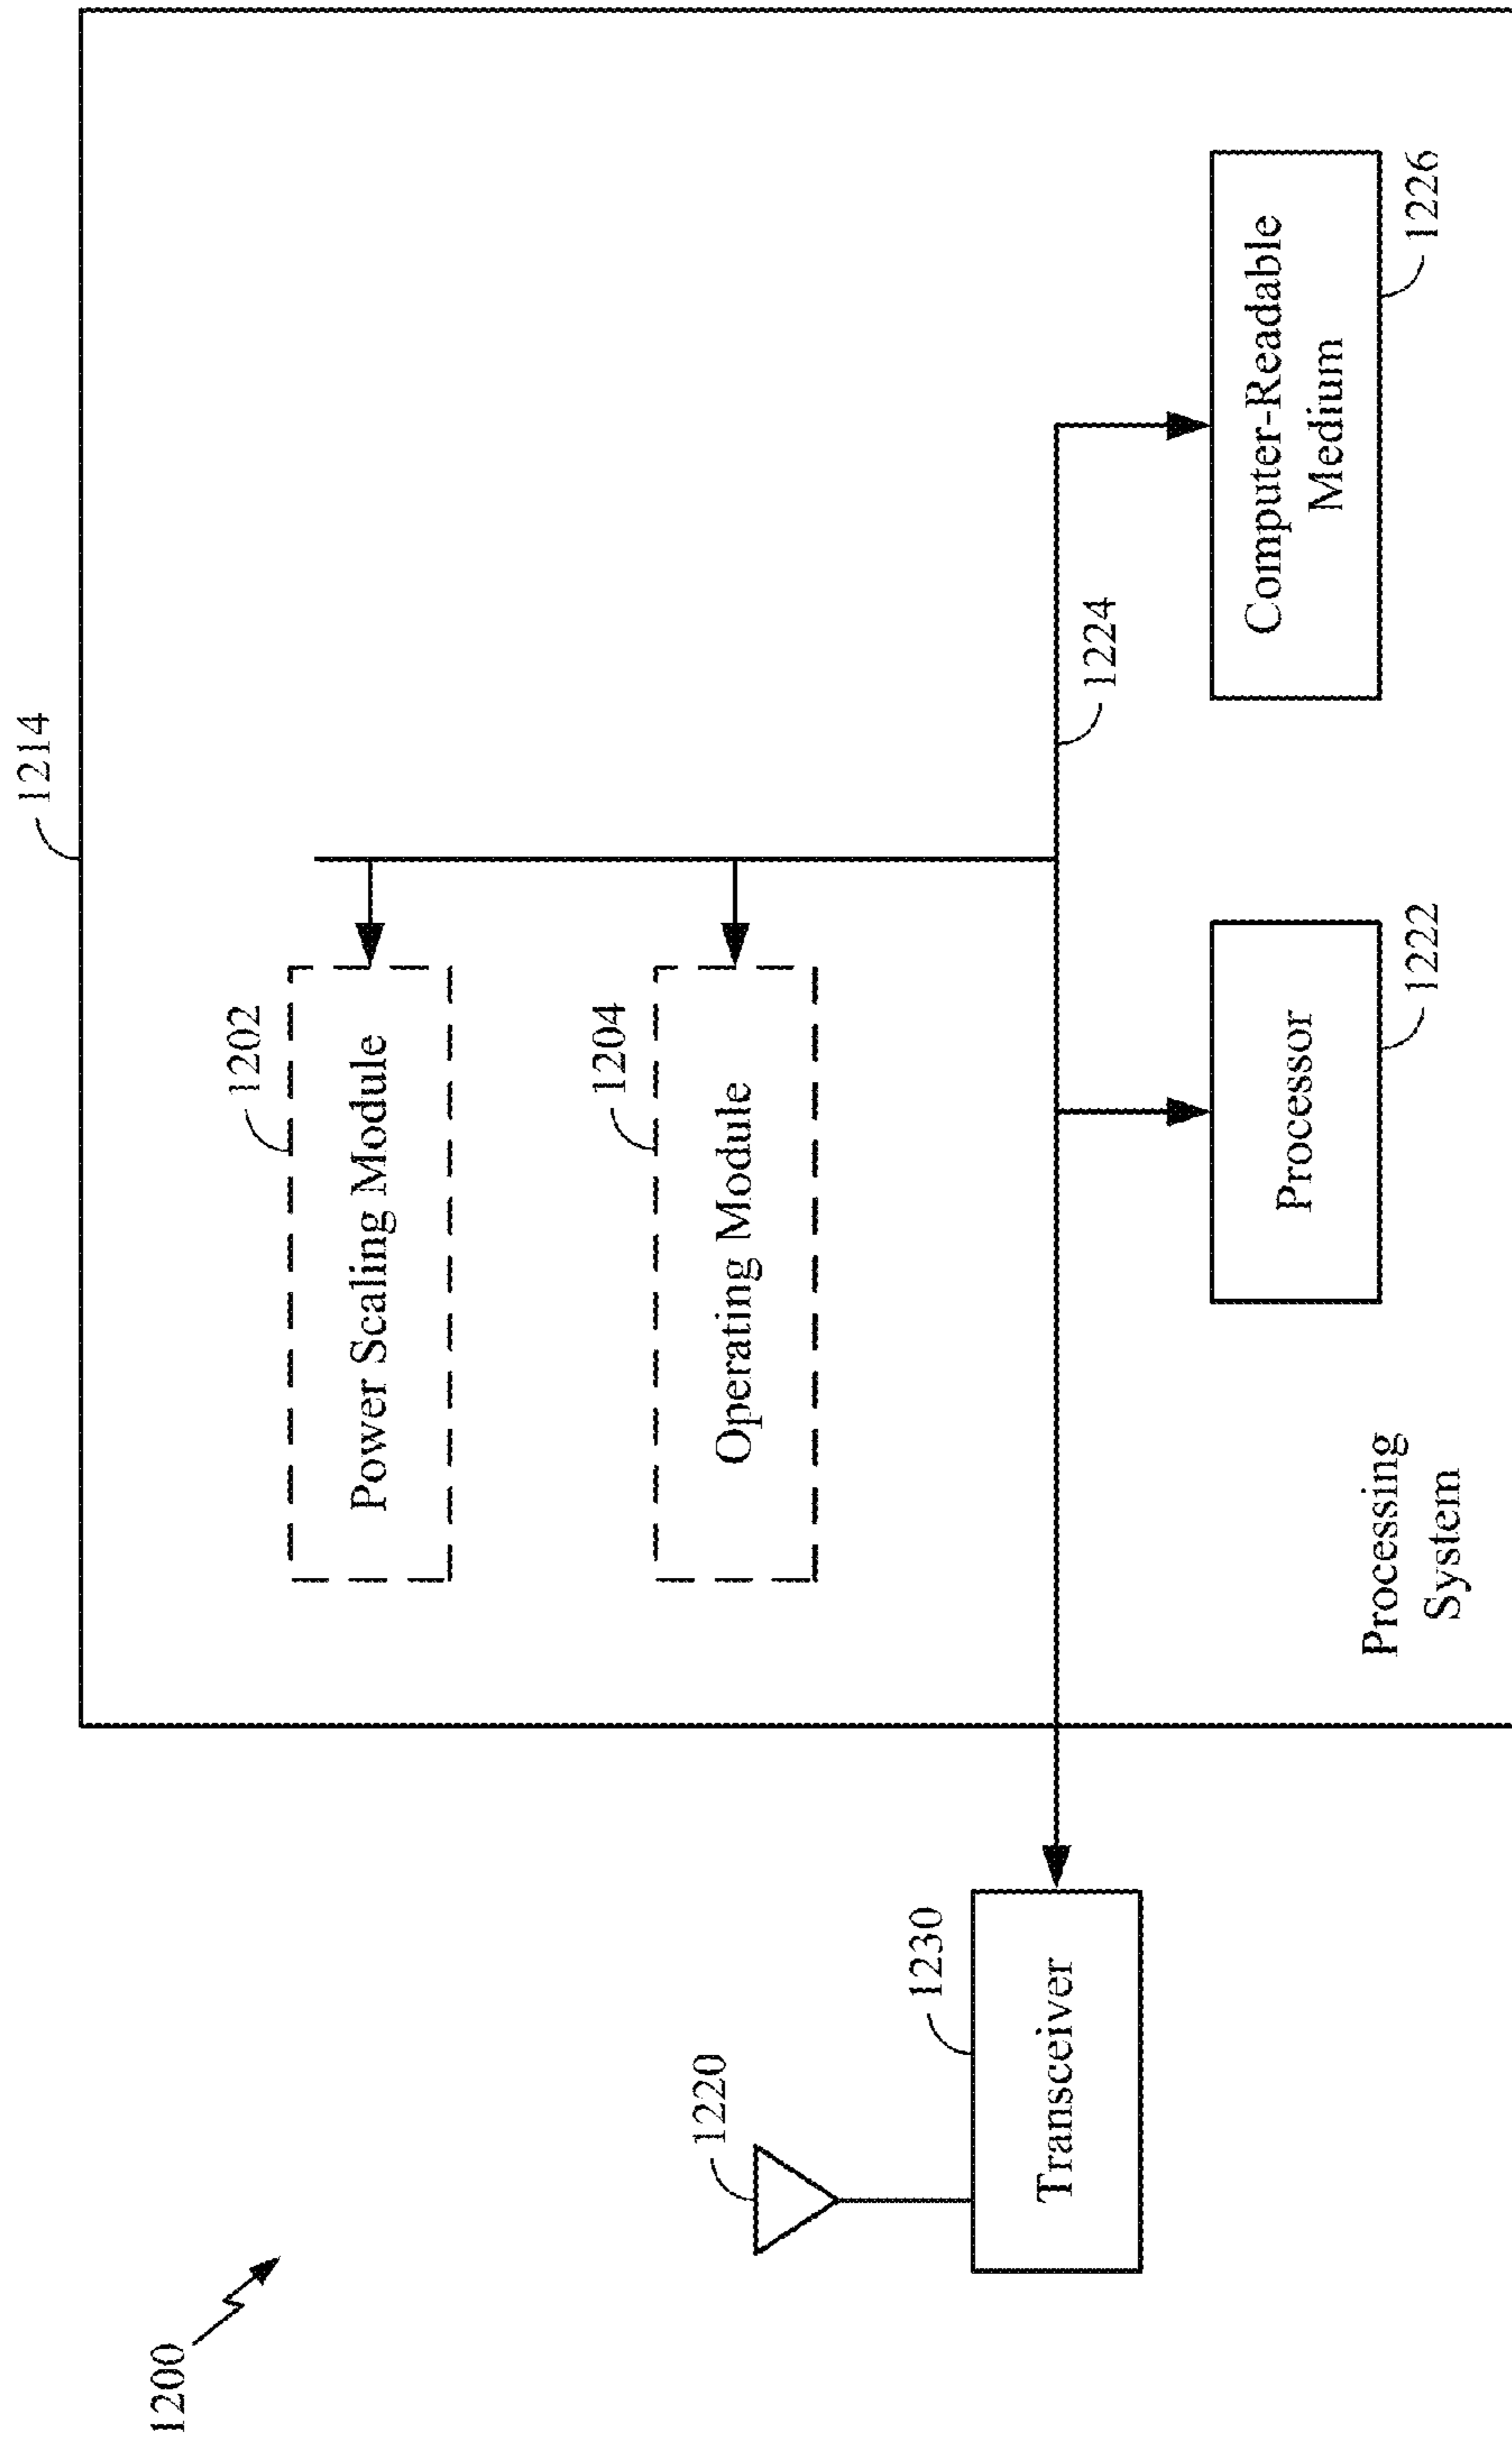 1200
1214
1202
Power Scaling Module
1204
Operating Module
1220
1230
Transceiver
1224
Processor
1222
Computer-Readable
Medium
1226
Processing
System